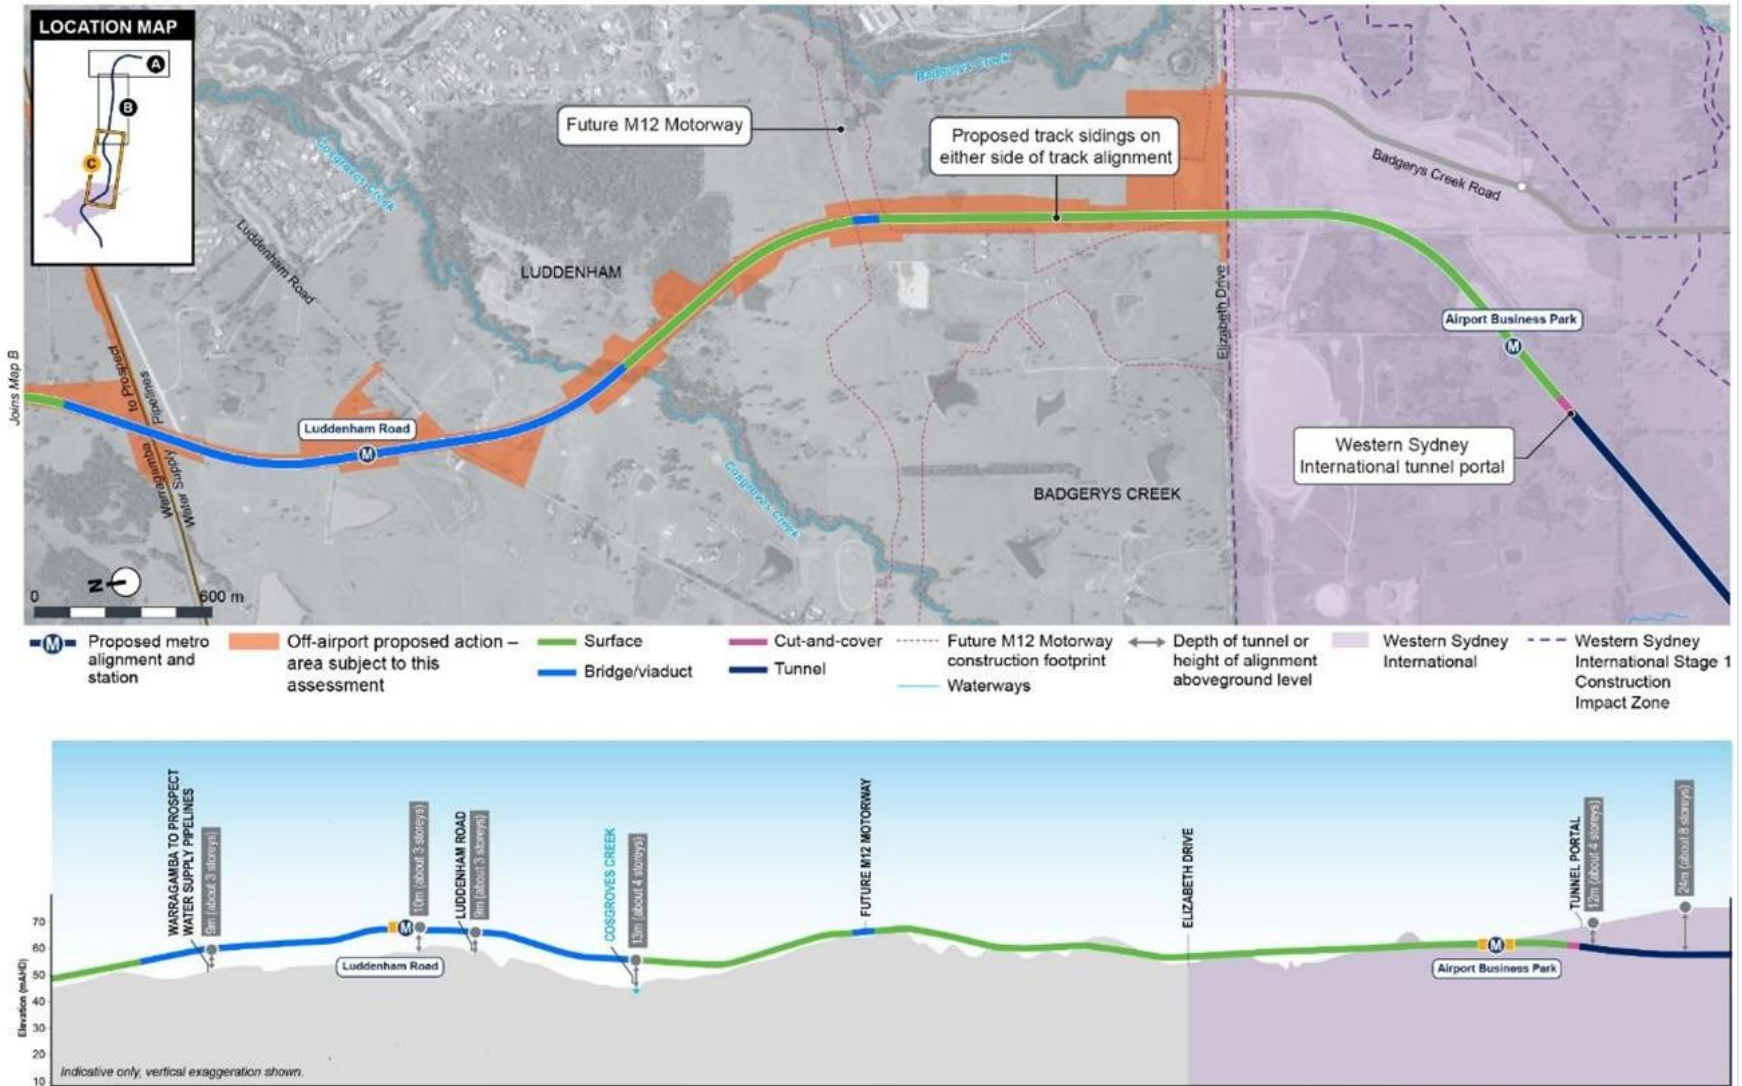 LOCATION MAP
A
B
C
Future M12 Motorway
Badgerys Creek
Proposed track sidings on
either side of track alignment
Badgerys Creek Road
Cosgroves Creek
Luddenham Road
LUDDENHAM
Elizabeth Drive
Airport Business Park
M
Joins Map B
to Prospect
Pipelines
Luddenham Road
M
Warragamba
Water Supply
Cosgroves Creek
Western Sydney
International tunnel portal
BADGERYS CREEK
N
0
600 m
M
Proposed metro
alignment and
station
Off-airport proposed action –
area subject to this
assessment
Surface
Bridge/viaduct
Cut-and-cover
Tunnel
Future M12 Motorway
construction footprint
Waterways
Depth of tunnel or
height of alignment
aboveground level
Western Sydney
International
Western Sydney
International Stage 1
Construction
Impact Zone
WARRAGAMBA TO PROSPECT
WATER SUPPLY PIPELINES
9m (about 3 storeys)
10m (about 3 storeys)
LUDDENHAM ROAD
9m (about 3 storeys)
COSGROVES CREEK
13m (about 4 storeys)
FUTURE M12 MOTORWAY
ELIZABETH DRIVE
TUNNEL PORTAL
12m (about 4 storeys)
24m (about 8 storeys)
M
Luddenham Road
M
Airport Business Park
Elevation (mAHD)
70
60
50
40
30
20
10
Indicative only, vertical exaggeration shown.